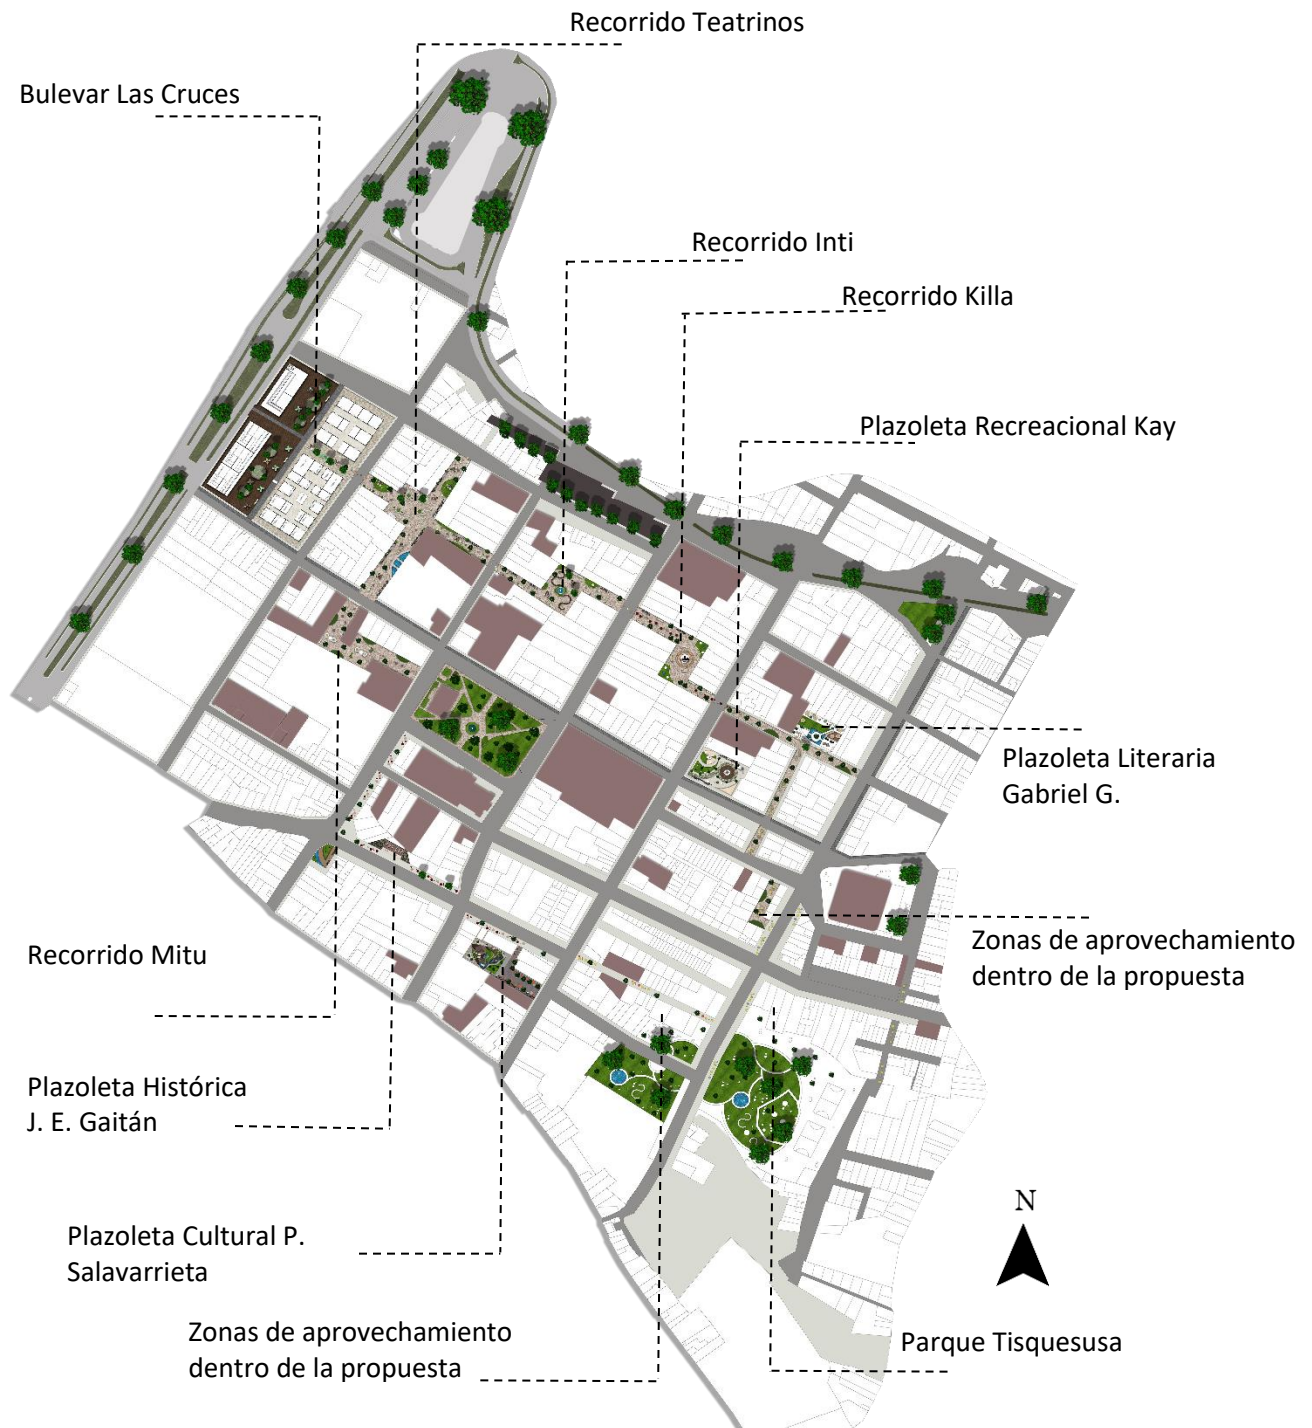 Recorrido Teatrinos
Bulevar Las Cruces
Recorrido Inti
Recorrido Killa
Plazoleta Recreacional Kay
Plazoleta Literaria
Gabriel G.
Recorrido Mitu
Zonas de aprovechamiento
dentro de la propuesta
Plazoleta Histórica
J. E. Gaitán
N
Plazoleta Cultural P.
Salavarrieta
Zonas de aprovechamiento
dentro de la propuesta
Parque Tisquesusa